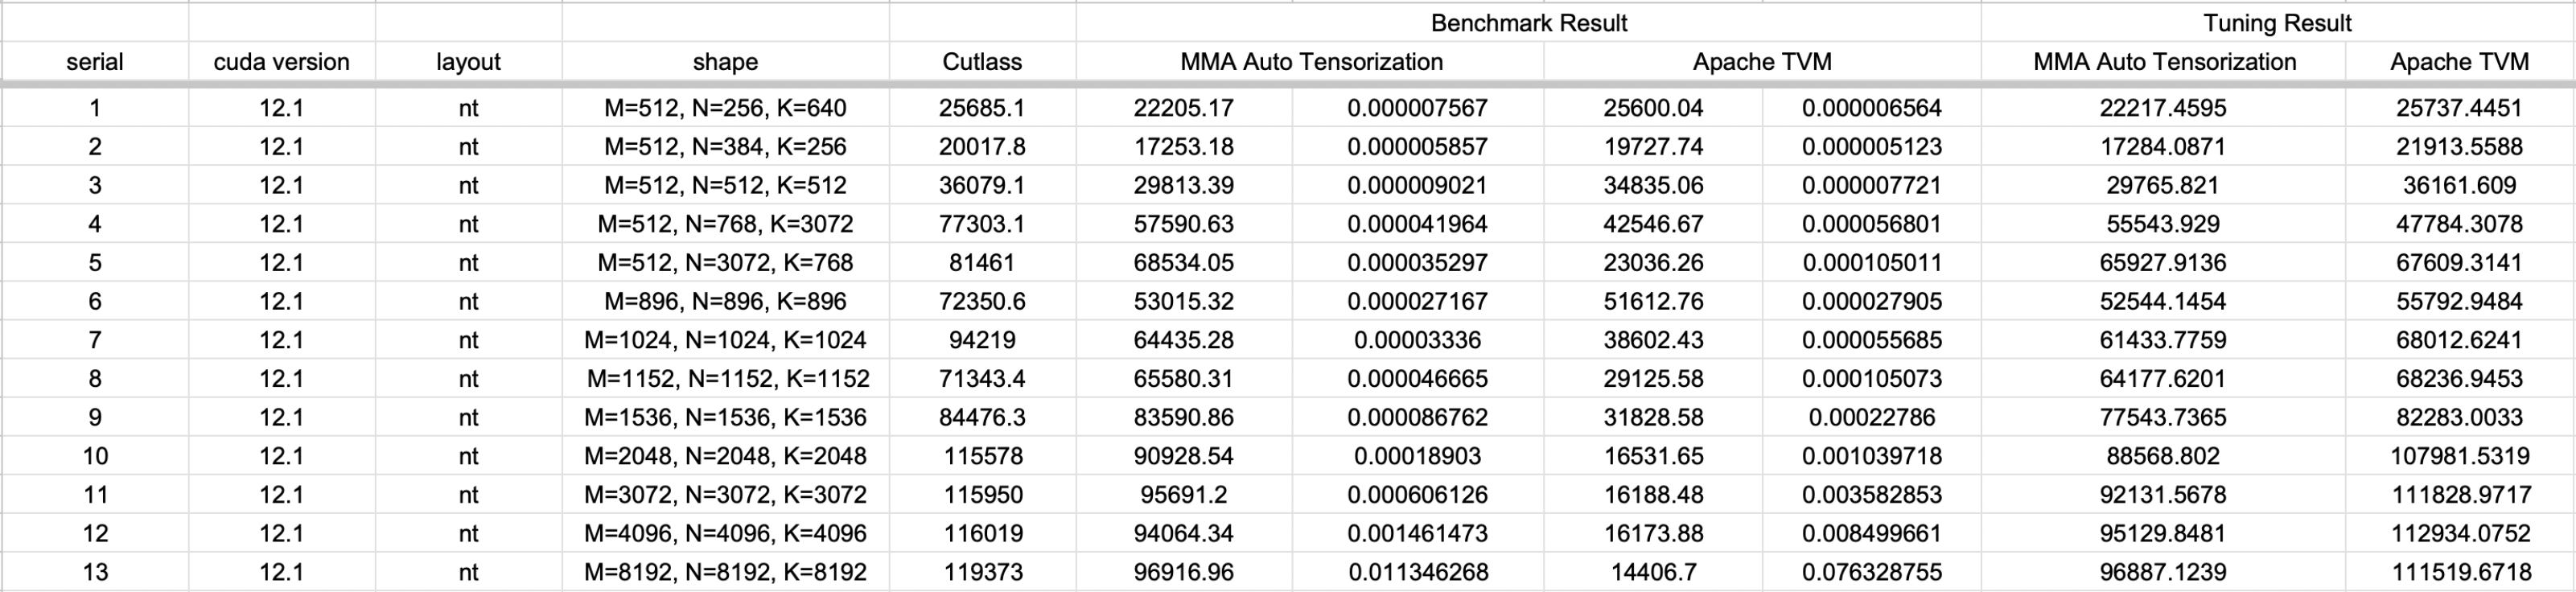 Benchmark Result Tuning Result
serial cuda version layout shape Cutlass MMA Auto Tensorization Apache TVM MMA Auto Tensorization Apache TVM
1 12.1 nt M=512, N=256, K=640 25685.1 22205.17 0.000007567 25600.04 0.000006564 22217.4595 25737.4451
2 12.1 nt M=512, N=384, K=256 20017.8 17253.18 0.000005857 19727.74 0.000005123 17284.0871 21913.5588
3 12.1 nt M=512, N=512, K=512 36079.1 29813.39 0.000009021 34835.06 0.000007721 29765.821 36161.609
4 12.1 nt M=512, N=768, K=3072 77303.1 57590.63 0.000041964 42546.67 0.000056801 55543.929 47784.3078
5 12.1 nt M=512, N=3072, K=768 81461 68534.05 0.000035297 23036.26 0.000105011 65927.9136 67609.3141
6 12.1 nt M=896, N=896, K=896 72350.6 53015.32 0.000027167 51612.76 0.000027905 52544.1454 55792.9484
7 12.1 nt M=1024, N=1024, K=1024 94219 64435.28 0.00003336 38602.43 0.000055685 61433.7759 68012.6241
8 12.1 nt M=1152, N=1152, K=1152 71343.4 65580.31 0.000046665 29125.58 0.000105073 64177.6201 68236.9453
9 12.1 nt M=1536, N=1536, K=1536 84476.3 83590.86 0.000086762 31828.58 0.00022786 77543.7365 82283.0033
10 12.1 nt M=2048, N=2048, K=2048 115578 90928.54 0.00018903 16531.65 0.001039718 88568.802 107981.5319
11 12.1 nt M=3072, N=3072, K=3072 115950 95691.2 0.000606126 16188.48 0.003582853 92131.5678 111828.9717
12 12.1 nt M=4096, N=4096, K=4096 116019 94064.34 0.001461473 16173.88 0.008499661 95129.8481 112934.0752
13 12.1 nt M=8192, N=8192, K=8192 119373 96916.96 0.011346268 14406.7 0.076328755 96887.1239 111519.6718